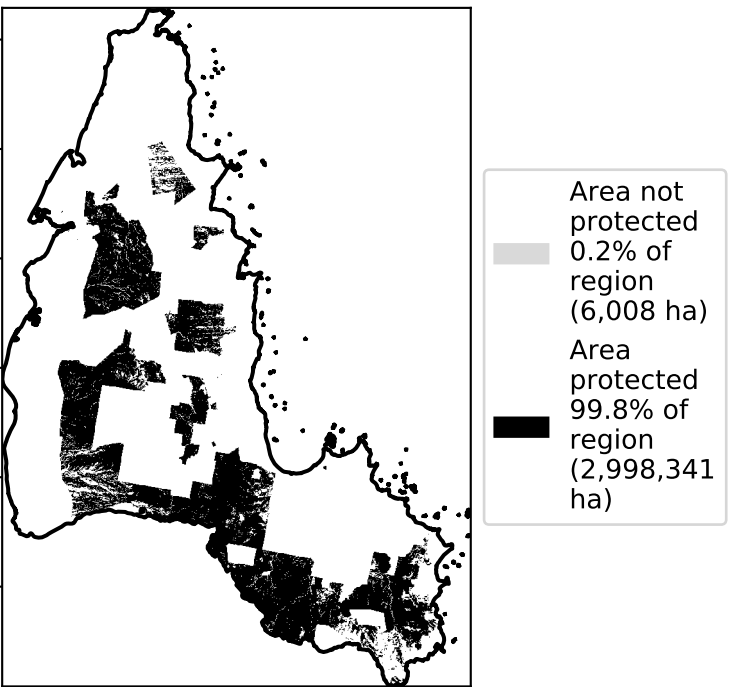 Area not
protected
0.2% of
region
(6,008 ha)
Area
protected
99.8% of
region
(2,998,341
ha)